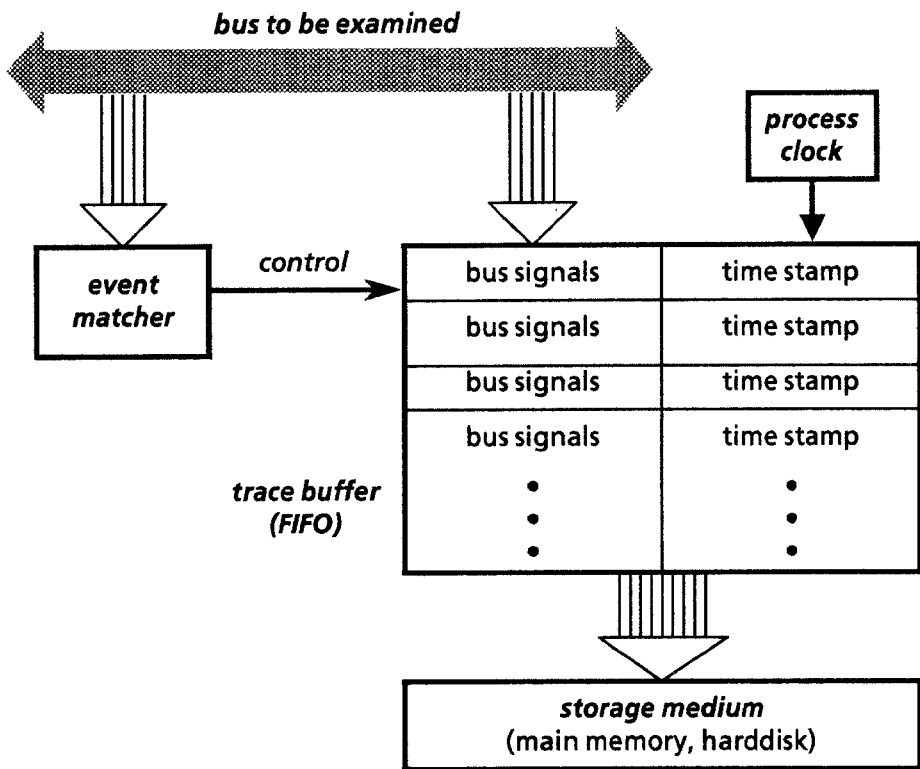 bus to be examined
process
clock
event
matcher
control
bus signals
time stamp
bus signals
time stamp
bus signals
time stamp
bus signals
time stamp
trace buffer
(FIFO)
storage medium
(main memory, harddisk)